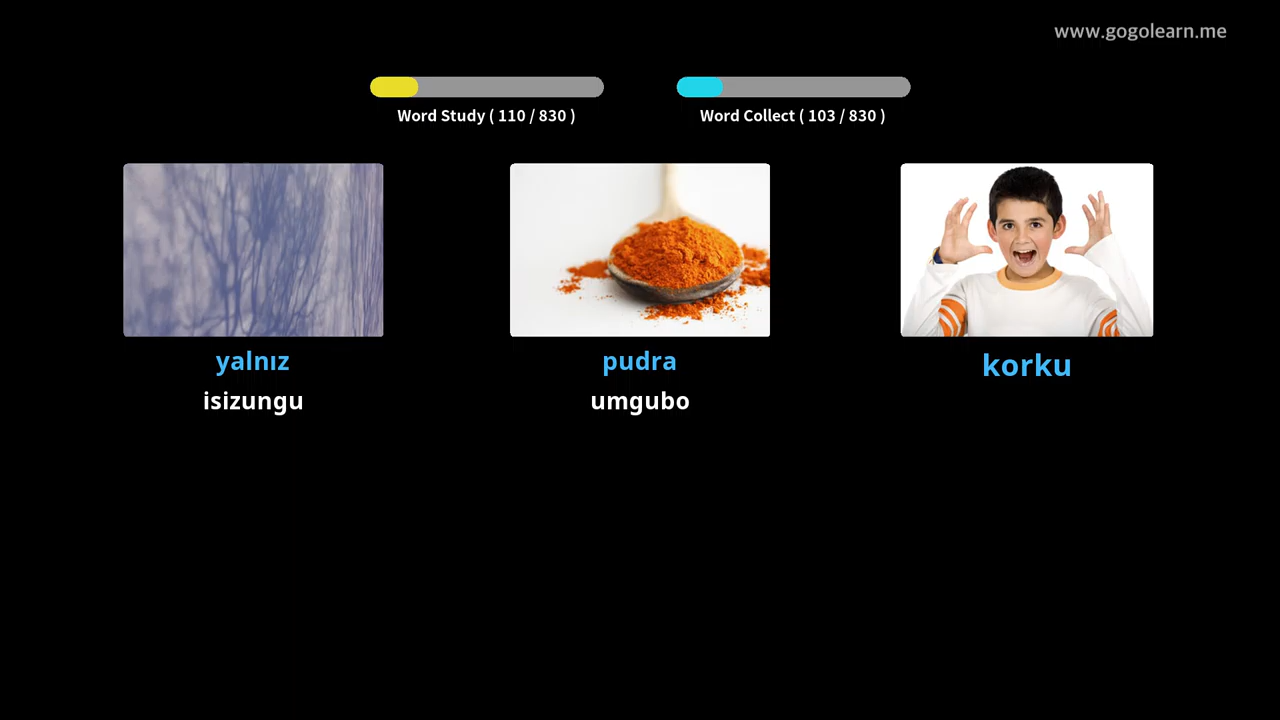 www.gogolearn.me
Word Study ( 110 / 830 )
Word Collect ( 103 / 830 )
yalnız
isizungu
pudra
umgubo
korku